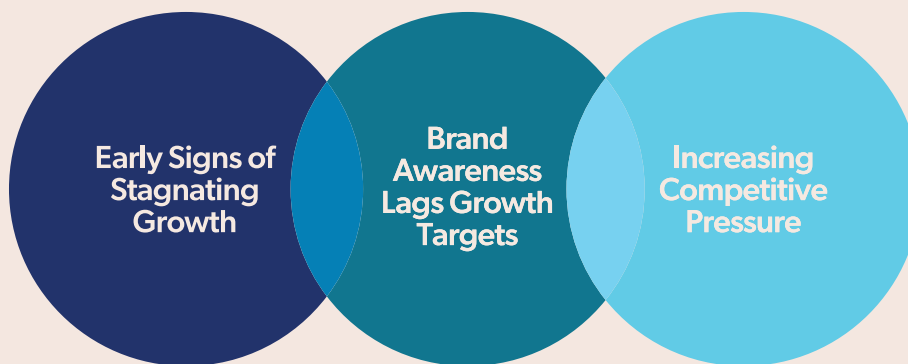 Early Signs of
Stagnating
Growth
Brand
Awareness
Lags Growth
Targets
Increasing
Competitive
Pressure